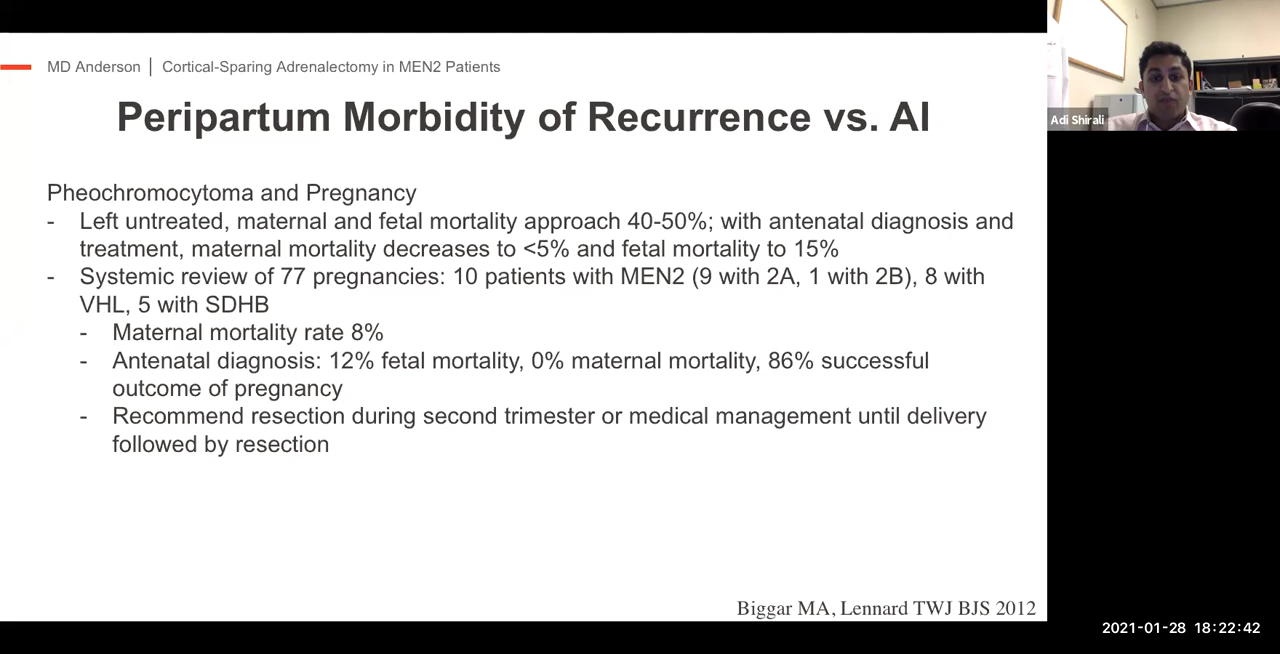 MD Anderson | Cortical-Sparing Adrenalectomy in MEN2 Patients
Peripartum Morbidity of Recurrence vs. AI
Pheochromocytoma and Pregnancy
- Left untreated, maternal and fetal mortality approach 40-50%; with antenatal diagnosis and
treatment, maternal mortality decreases to <5% and fetal mortality to 15%
- Systemic review of 77 pregnancies: 10 patients with MEN2 (9 with 2A, 1 with 2B), 8 with
VHL, 5 with SDHB
- Maternal mortality rate 8%
- Antenatal diagnosis: 12% fetal mortality, 0% maternal mortality, 86% successful
outcome of pregnancy
- Recommend resection during second trimester or medical management until delivery
followed by resection
Biggar MA, Lennard TWJ BJS 2012
Adi Shirali
2021-01-28 18:22:42